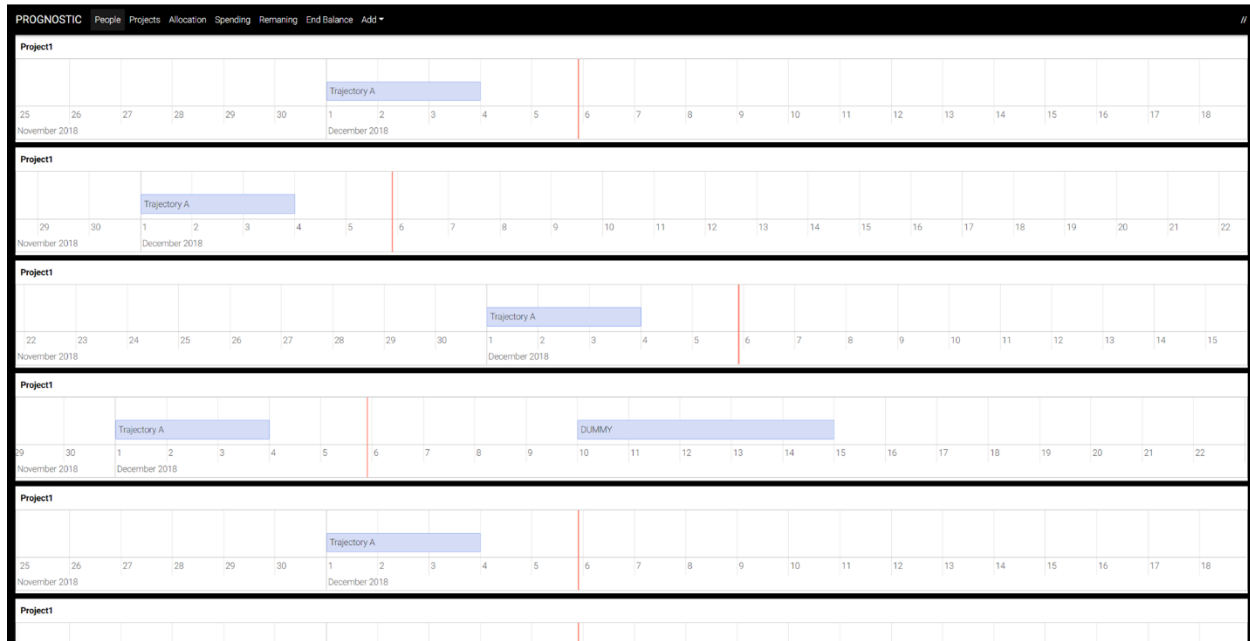 PROGNOSTIC People Projects Allocation Spending Remaning End Balance Add //
Project1
Trajectory A
25 26 27 28 29 30 1 2 3 4 5 6 7 8 9 10 11 12 13 14 15 16 17 18
November 2018 December 2018
Project1
Trajectory A
29 30 1 2 3 4 5 6 7 8 9 10 11 12 13 14 15 16 17 18 19 20 21 22
November 2018 December 2018
Project1
Trajectory A
22 23 24 25 26 27 28 29 30 1 2 3 4 5 6 7 8 9 10 11 12 13 14 15
November 2018 December 2018
Project1
Trajectory A DUMMY
29 30 1 2 3 4 5 6 7 8 9 10 11 12 13 14 15 16 17 18 19 20 21 22
November 2018 December 2018
Project1
Trajectory A
25 26 27 28 29 30 1 2 3 4 5 6 7 8 9 10 11 12 13 14 15 16 17 18
November 2018 December 2018
Project1